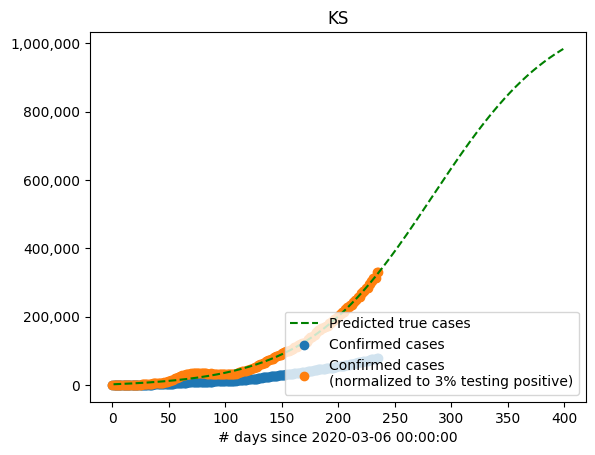 KS
1,000,000
800,000
600,000
400,000
200,000
0
Predicted true cases
Confirmed cases
Confirmed cases
(normalized to 3% testing positive)
0 50 100 150 200 250 300 350 400
# days since 2020-03-06 00:00:00